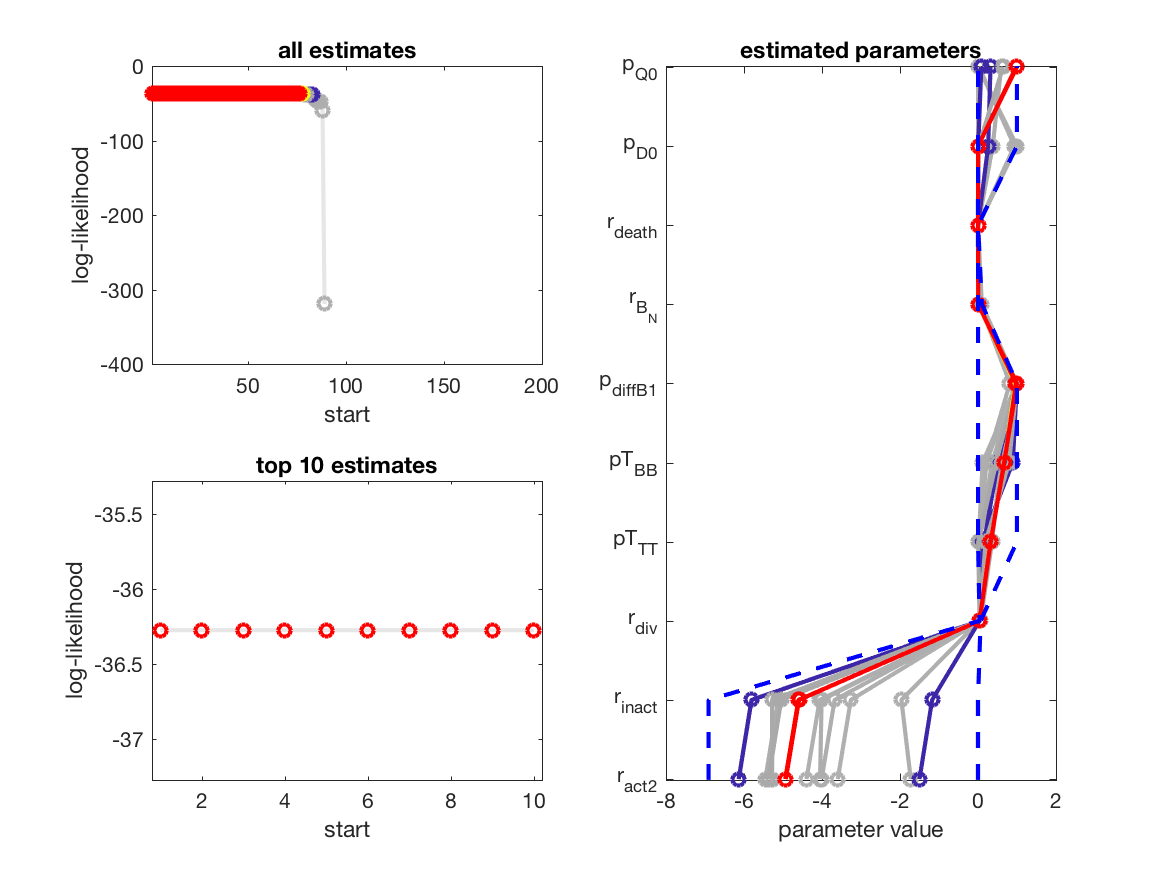 all estimates
0
-100
-200
-300
-400
log-likelihood
50
100
150
200
start
top 10 estimates
-35.5
-36
-36.5
-37
log-likelihood
2
4
6
8
10
start
estimated parameters
pQ0
pD0
rdeath
rBN
pdiffB1
pTBB
pTTT
rdiv
rinact
ract2
-8
-6
-4
-2
0
2
parameter value